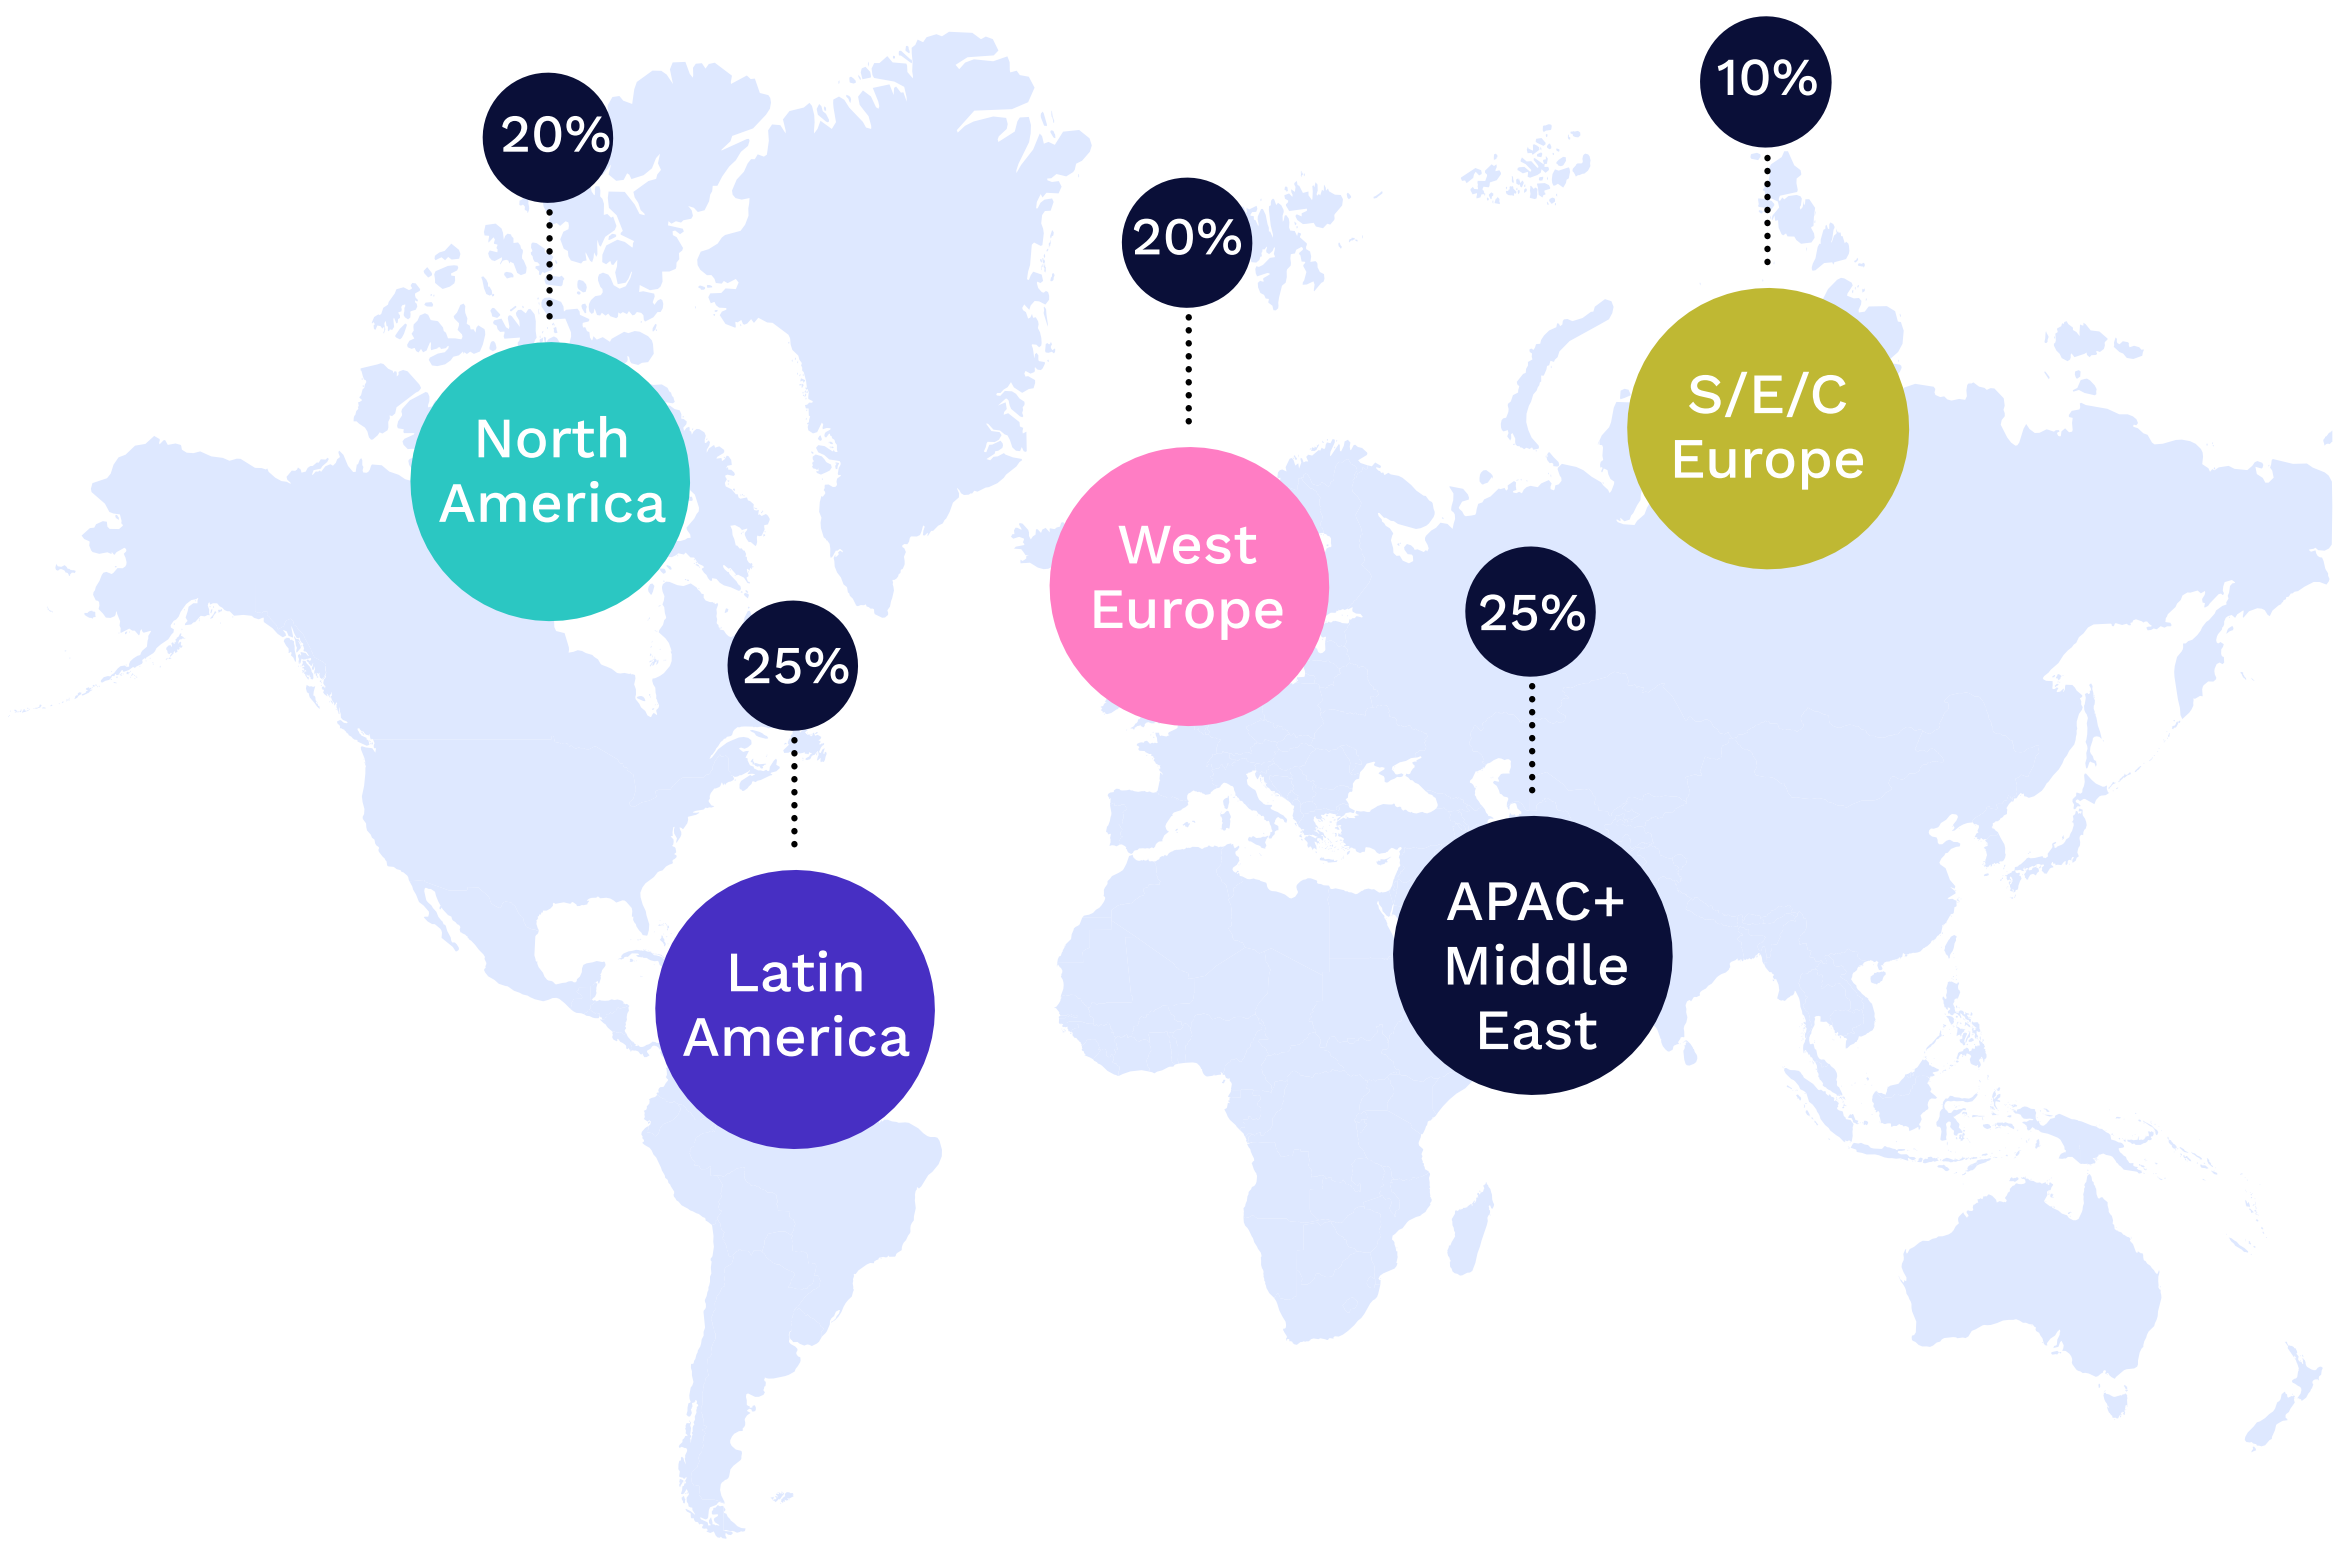 20%
North
America
25%
Latin
America
20%
West
Europe
25%
APAC+
Middle
East
10%
S/E/C
Europe